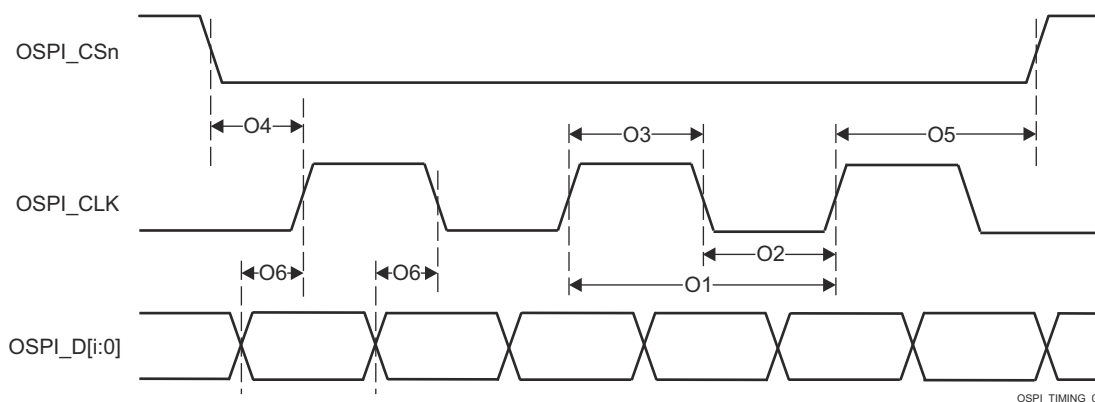 OSPI_CSn
O4
O3
O5
OSPI_CLK
O2
O6
O6
O1
OSPI_D[i:0]